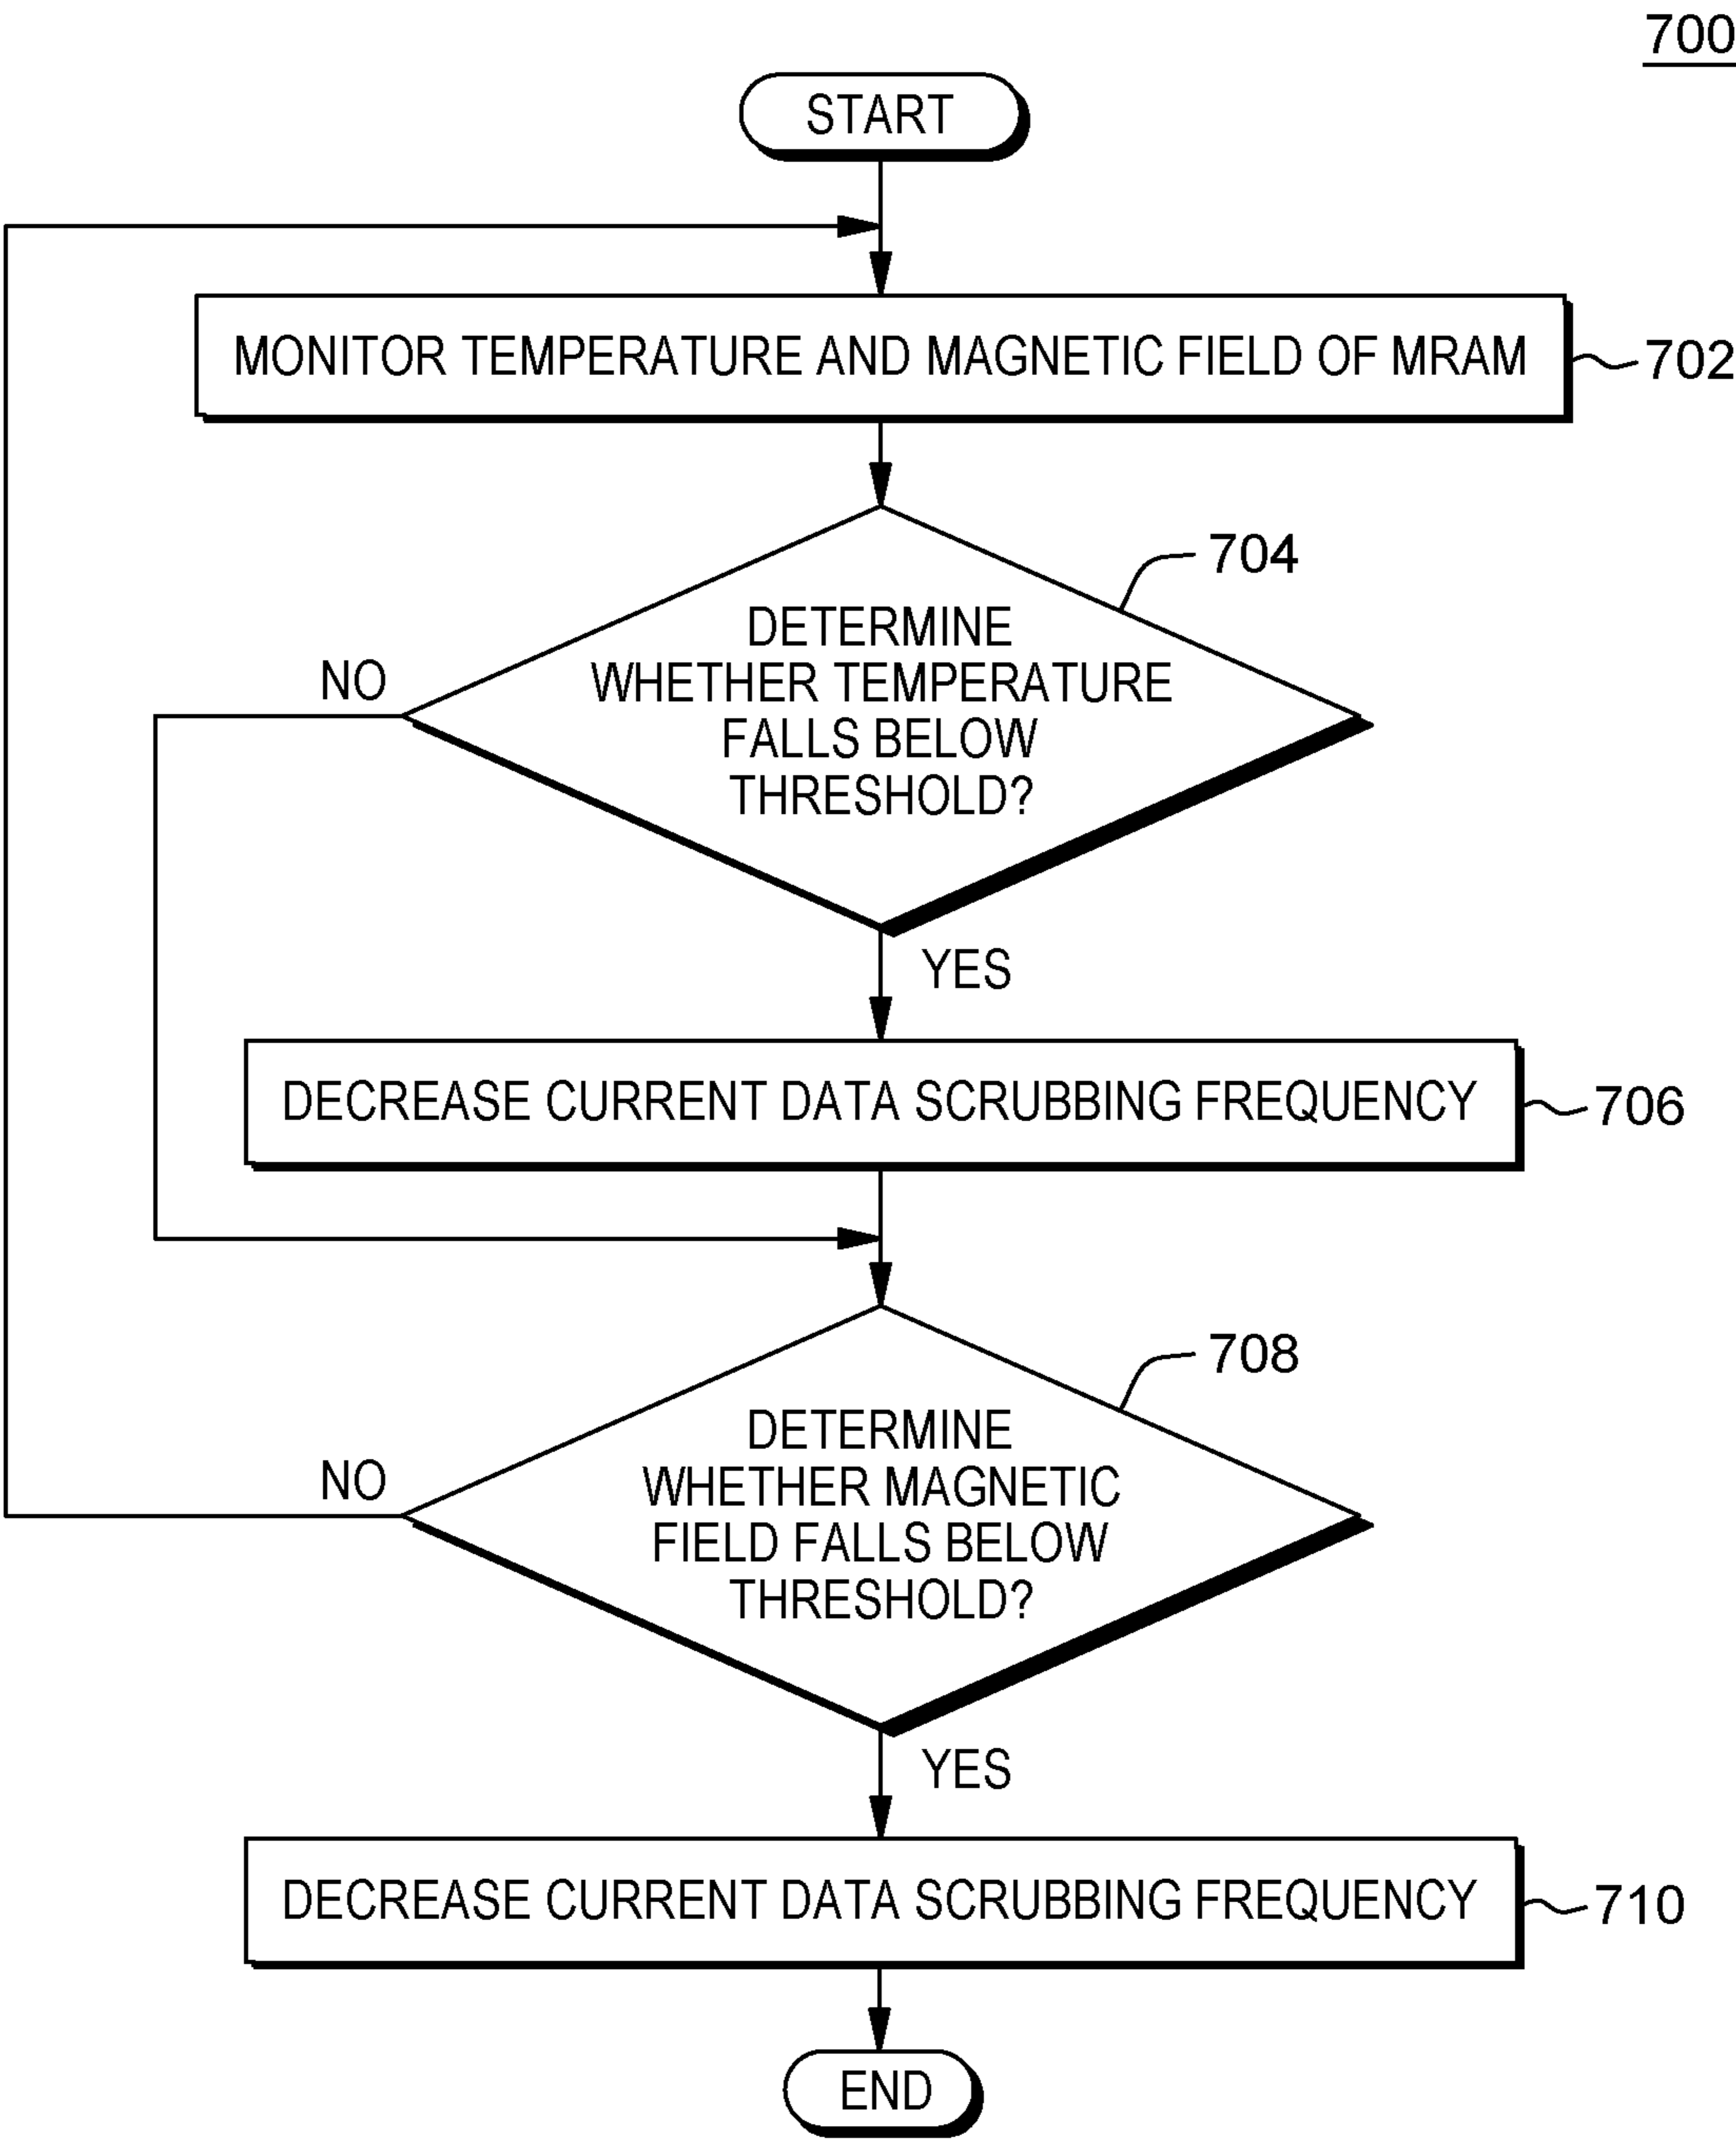 700
START
MONITOR TEMPERATURE AND MAGNETIC FIELD OF MRAM
702
704
DETERMINE
WHETHER TEMPERATURE
FALLS BELOW
THRESHOLD?
NO
YES
DECREASE CURRENT DATA SCRUBBING FREQUENCY
706
708
DETERMINE
WHETHER MAGNETIC
FIELD FALLS BELOW
THRESHOLD?
NO
YES
DECREASE CURRENT DATA SCRUBBING FREQUENCY
710
END